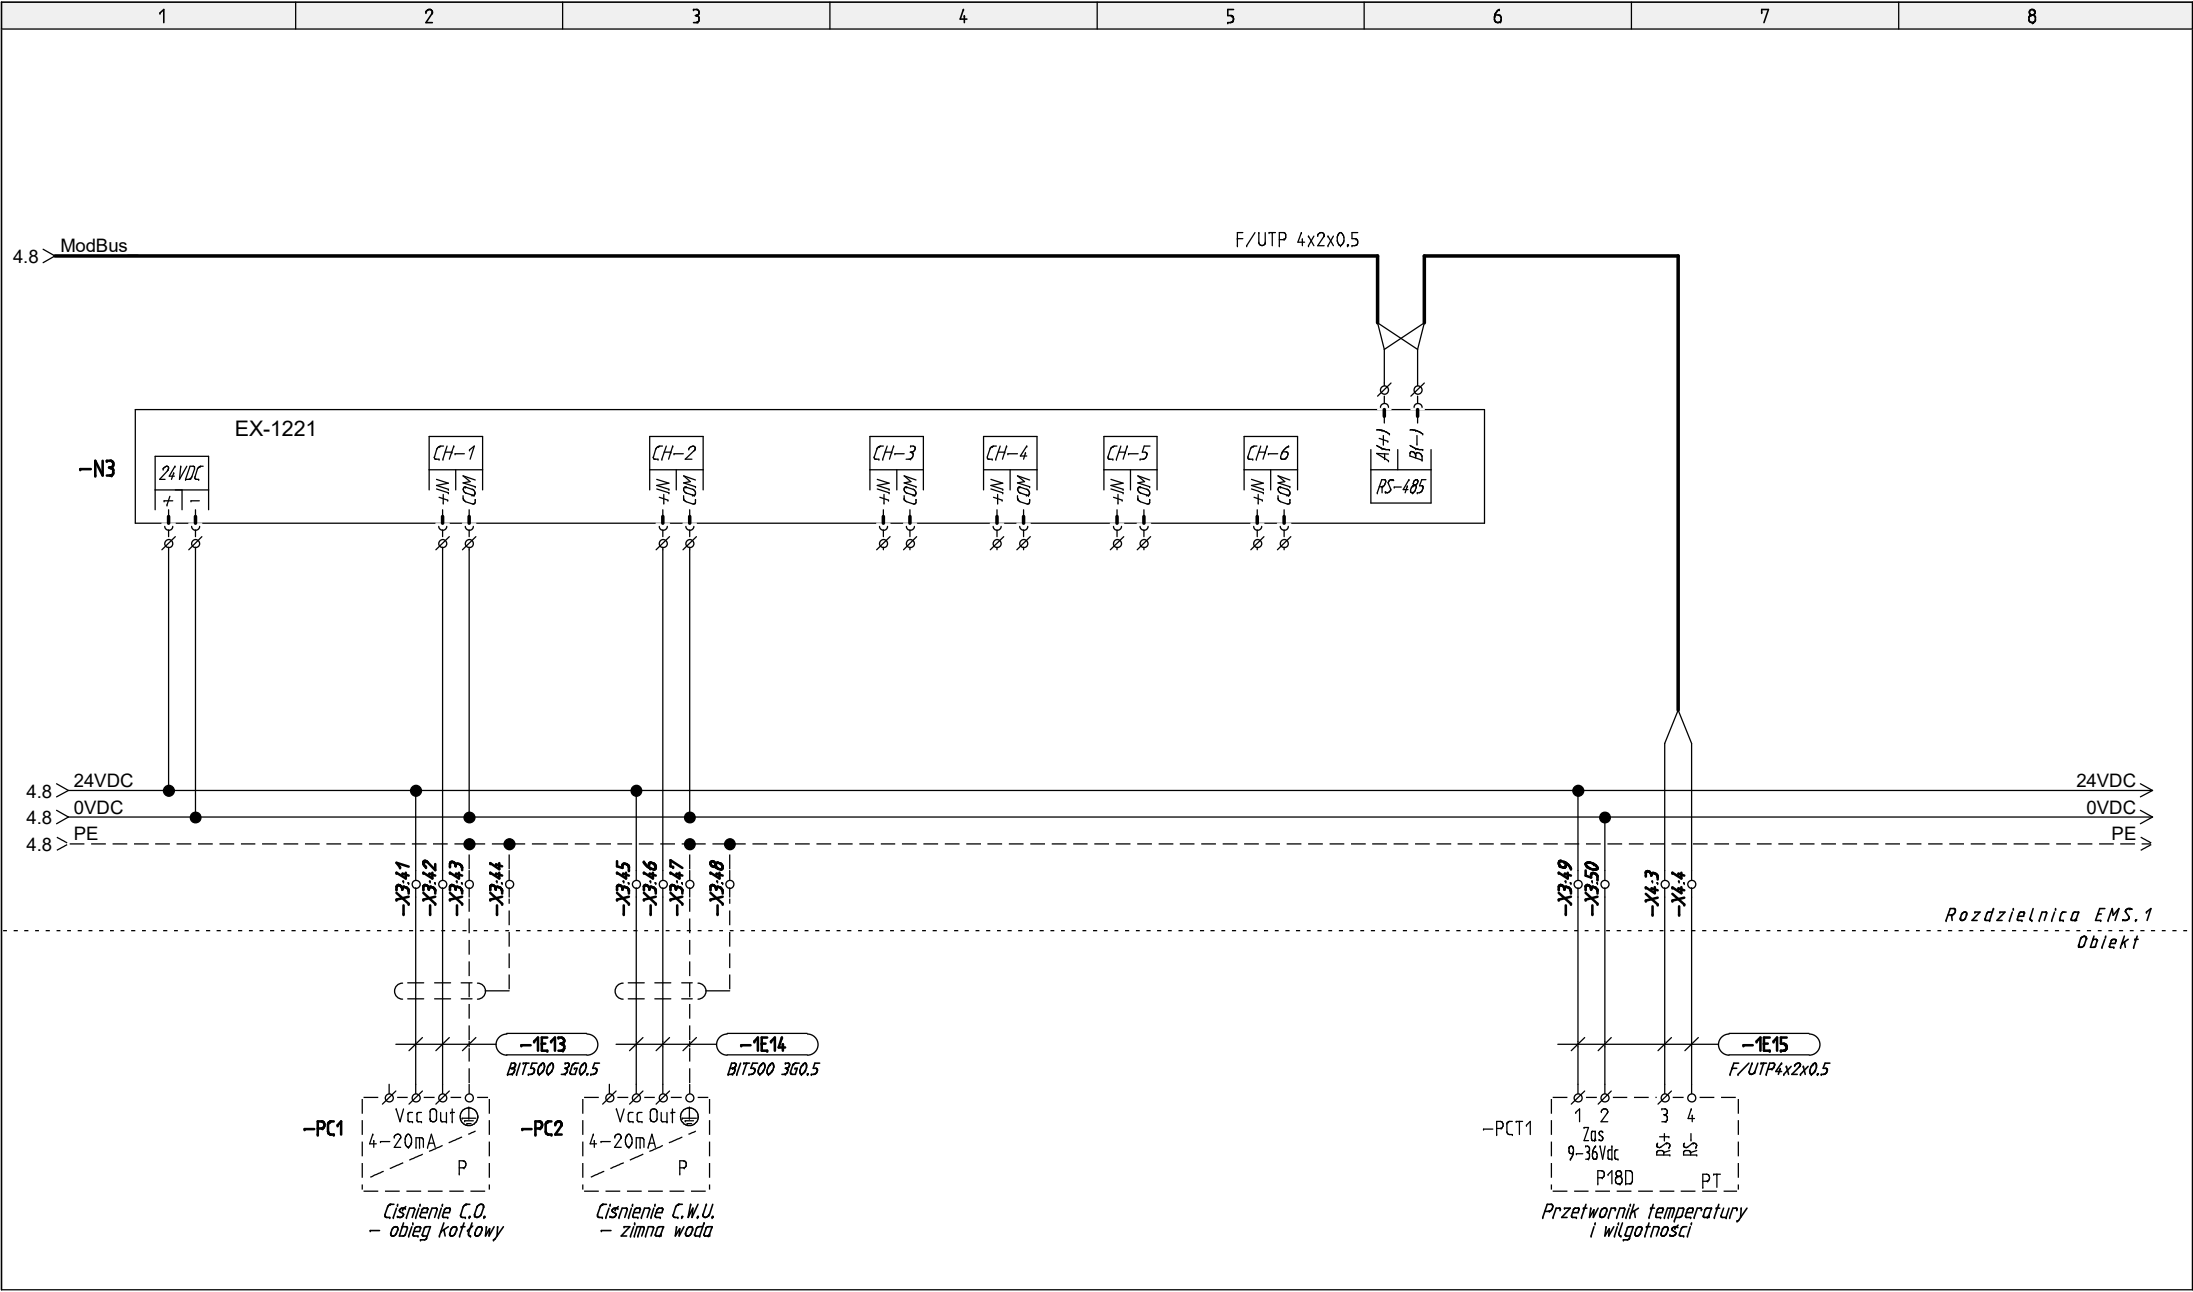 1 2 3 4 5 6 7 8
F/UTP 4x2x0.5
4.8 ModBus
EX-1221
-N3
24VDC
+ -
CH-1
+IN COM
CH-2
+IN COM
CH-3
+IN COM
CH-4
+IN COM
CH-5
+IN COM
CH-6
+IN COM
A(+) B(-)
RS-485
4.8 24VDC 24VDC
4.8 0VDC 0VDC
4.8 PE PE
-X3:41 -X3:42 -X3:43 -X3:44 -X3:45 -X3:46 -X3:47 -X3:48 -X3:49 -X3:50 -X4:3 -X4:4
Rozdzielnica EMS.1
Obiekt
-1E13
BIT500 3G0.5
-1E14
BIT500 3G0.5
-1E15
F/UTP4x2x0.5
-PC1
Vcc Out
4-20mA
P
Ciśnienie C.O.
- obieg kotłowy
-PC2
Vcc Out
4-20mA
P
Ciśnienie C.W.U.
- zimna woda
-PCT1
1 2 3 4
Zas
9-36Vdc
RS+ RS-
P18D
PT
Przetwornik temperatury
i wilgotności